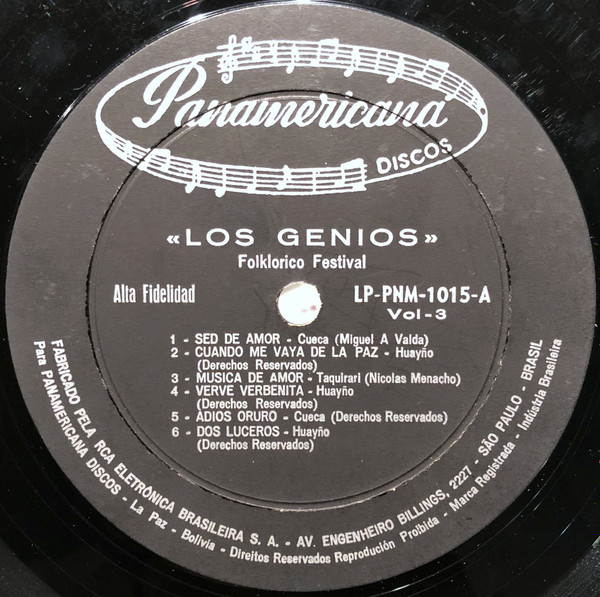 Panamericana
DISCOS
«LOS GENIOS»
Folklorico Festival
Alta Fidelidad
LP-PNM-1015-A
Vol-3
1 - SED DE AMOR - Cueca (Miguel A Valda)
2 - CUANDO ME VAYA DE LA PAZ - Huayño
(Derechos Reservados)
3 - MUSICA DE AMOR - Taquirari (Nicolas Menacho)
4 - VERVE VERBENITA - Huayño
(Derechos Reservados)
5 - ADIOS ORURO - Cueca (Derechos Reservados)
6 - DOS LUCEROS - Huayño
(Derechos Reservados)
FABRICADO PELA RCA ELETRÔNICA BRASILEIRA S. A. - AV. ENGENHEIRO BILLINGS, 2227 - SÃO PAULO - BRASIL
Para PANAMERICANA DISCOS - La Paz - Bolivia - Direitos Reservados Reprodución Proibida - Marca Registrada - Indústria Brasileira